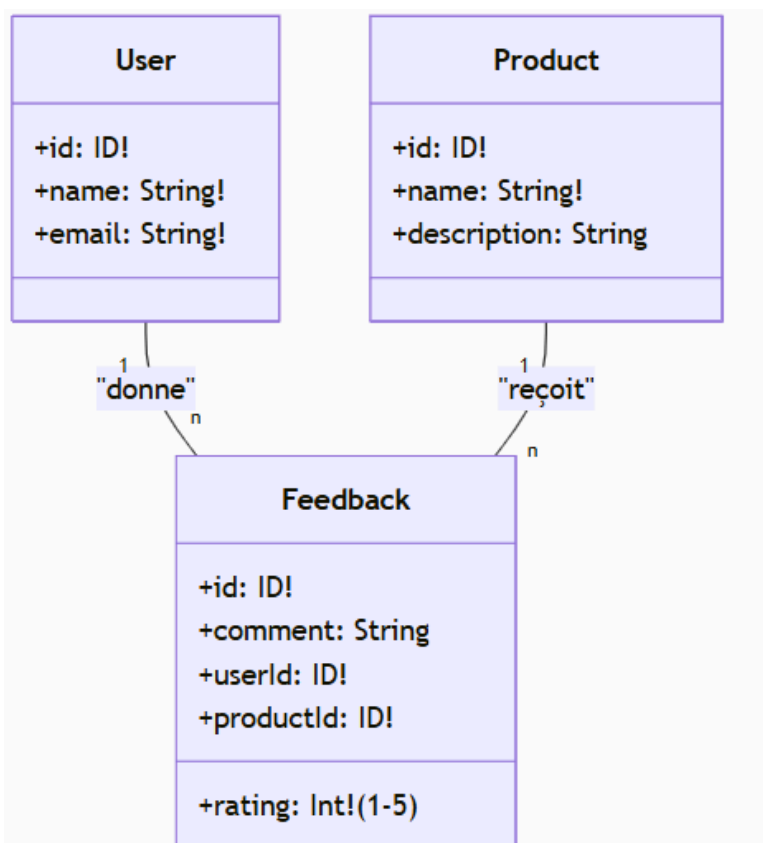 User
+id: ID!
+name: String!
+email: String!
Product
+id: ID!
+name: String!
+description: String
1
"donne"
n
1
"reçoit"
n
Feedback
+id: ID!
+comment: String
+userId: ID!
+productId: ID!
+rating: Int!(1-5)